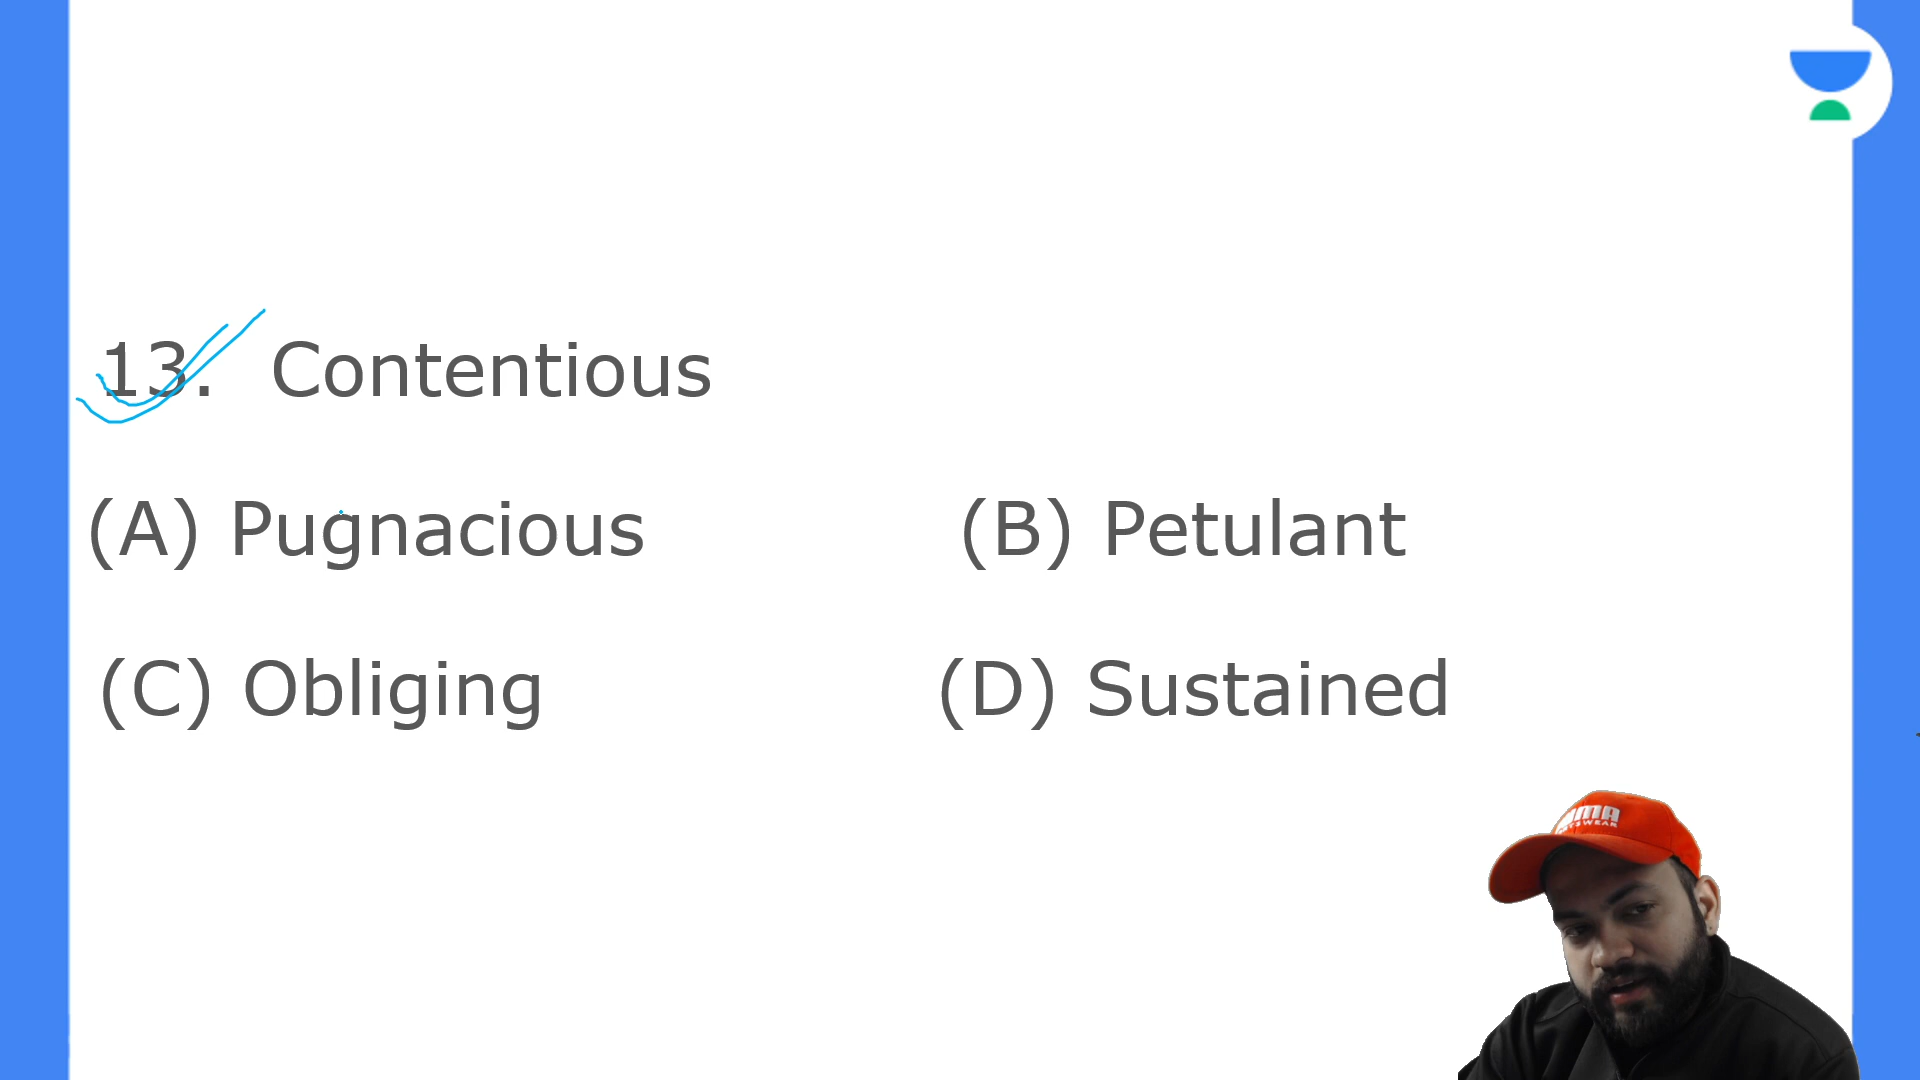 13. Contentious
(A) Pugnacious (B) Petulant
(C) Obliging (D) Sustained